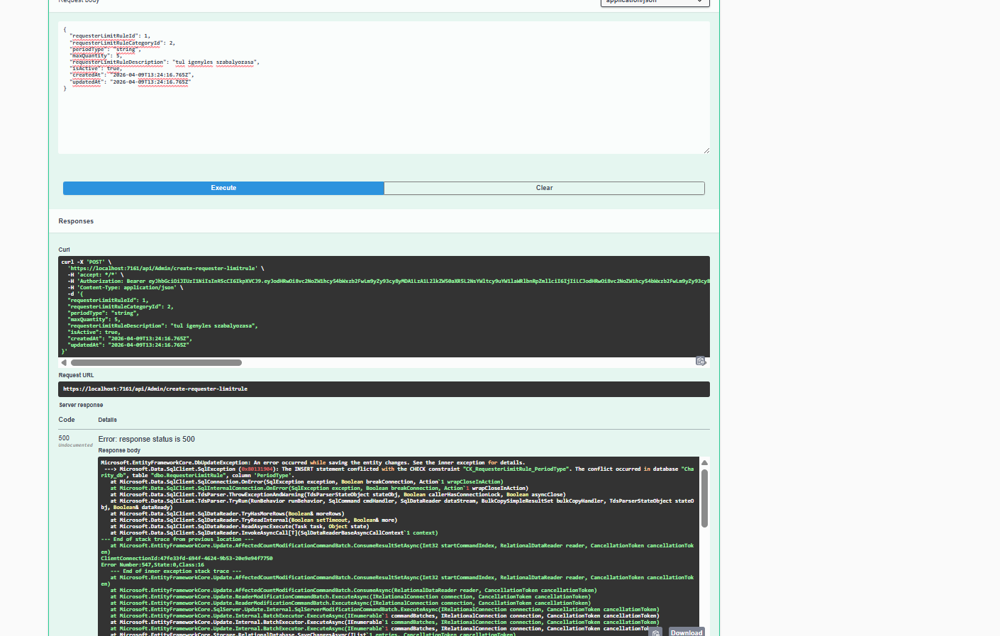 Request body
application/json
{
  "requesterLimitRuleId": 1,
  "requesterLimitRuleCategoryId": 2,
  "periodType": "string",
  "maxQuantity": 5,
  "requesterLimitRuleDescription": "tul igenyles szabalyozasa",
  "isActive": true,
  "createdAt": "2026-04-09T13:24:16.765Z",
  "updatedAt": "2026-04-09T13:24:16.765Z"
}
Execute
Clear
Responses
Curl
curl -X 'POST' \
  'https://localhost:7161/api/Admin/create-requester-limitrule' \
  -H 'accept: */*' \
  -H 'Authorization: Bearer
  -H 'Content-Type: application/json' \
  -d '{
  "requesterLimitRuleId": 1,
  "requesterLimitRuleCategoryId": 2,
  "periodType": "string",
  "maxQuantity": 5,
  "requesterLimitRuleDescription": "tul igenyles szabalyozasa",
  "isActive": true,
  "createdAt": "2026-04-09T13:24:16.765Z",
  "updatedAt": "2026-04-09T13:24:16.765Z"
}'
Request URL
https://localhost:7161/api/Admin/create-requester-limitrule
Server response
Code
Details
500
Undocumented
Error: response status is 500
Response body
Microsoft.EntityFrameworkCore.DbUpdateException: An error occurred while saving the entity changes. See the inner exception for details.
 ---> Microsoft.Data.SqlClient.SqlException (0x80131904): The INSERT statement conflicted with the CHECK constraint "CK_RequesterLimitRule_PeriodType". The conflict occurred in database "Cha
rity_db", table "dbo.RequesterLimitRule", column 'PeriodType'.
   at Microsoft.Data.SqlClient.SqlConnection.OnError(SqlException exception, Boolean breakConnection, Action`1 wrapCloseInAction)
   at Microsoft.Data.SqlClient.SqlInternalConnection.OnError(SqlException exception, Boolean breakConnection, Action`1 wrapCloseInAction)
   at Microsoft.Data.SqlClient.TdsParser.ThrowExceptionAndWarning(TdsParserStateObject stateObj, Boolean callerHasConnectionLock, Boolean asyncClose)
   at Microsoft.Data.SqlClient.TdsParser.TryRun(RunBehavior runBehavior, SqlCommand cmdHandler, SqlDataReader dataStream, BulkCopySimpleResultSet bulkCopyHandler, TdsParserStateObject stateO
bj, Boolean& dataReady)
   at Microsoft.Data.SqlClient.SqlDataReader.TryHasMoreRows(Boolean& moreRows)
   at Microsoft.Data.SqlClient.SqlDataReader.TryReadInternal(Boolean setTimeout, Boolean& more)
   at Microsoft.Data.SqlClient.SqlDataReader.ReadAsyncExecute(Task task, Object state)
   at Microsoft.Data.SqlClient.SqlDataReader.InvokeAsyncCall[T](SqlDataReaderBaseAsyncCallContext`1 context)
--- End of stack trace from previous location ---
   at Microsoft.EntityFrameworkCore.Update.AffectedCountModificationCommandBatch.ConsumeResultSetAsync(Int32 startCommandIndex, RelationalDataReader reader, CancellationToken cancellationTok
en)
ClientConnectionId:47fe33fd-694f-4624-9b53-20e9e94f7750
Error Number:547,State:0,Class:16
   --- End of inner exception stack trace ---
   at Microsoft.EntityFrameworkCore.Update.AffectedCountModificationCommandBatch.ConsumeResultSetAsync(Int32 startCommandIndex, RelationalDataReader reader, CancellationToken cancellationTok
en)
   at Microsoft.EntityFrameworkCore.Update.AffectedCountModificationCommandBatch.ConsumeAsync(RelationalDataReader reader, CancellationToken cancellationToken)
   at Microsoft.EntityFrameworkCore.Update.ReaderModificationCommandBatch.ExecuteAsync(IRelationalConnection connection, CancellationToken cancellationToken)
   at Microsoft.EntityFrameworkCore.Update.ReaderModificationCommandBatch.ExecuteAsync(IRelationalConnection connection, CancellationToken cancellationToken)
   at Microsoft.EntityFrameworkCore.SqlServer.Update.Internal.SqlServerModificationCommandBatch.ExecuteAsync(IRelationalConnection connection, CancellationToken cancellationToken)
   at Microsoft.EntityFrameworkCore.Update.Internal.BatchExecutor.ExecuteAsync(IEnumerable`1 commandBatches, IRelationalConnection connection, CancellationToken cancellationToken)
   at Microsoft.EntityFrameworkCore.Update.Internal.BatchExecutor.ExecuteAsync(IEnumerable`1 commandBatches, IRelationalConnection connection, CancellationToken cancellationToken)
   at Microsoft.EntityFrameworkCore.Update.Internal.BatchExecutor.ExecuteAsync(IEnumerable`1 commandBatches, IRelationalConnection connection, CancellationTok
   at Microsoft.EntityFrameworkCore.Storage.RelationalDatabase.SaveChangesAsync(IList`1 entries, CancellationToken cancellationToken)
Download